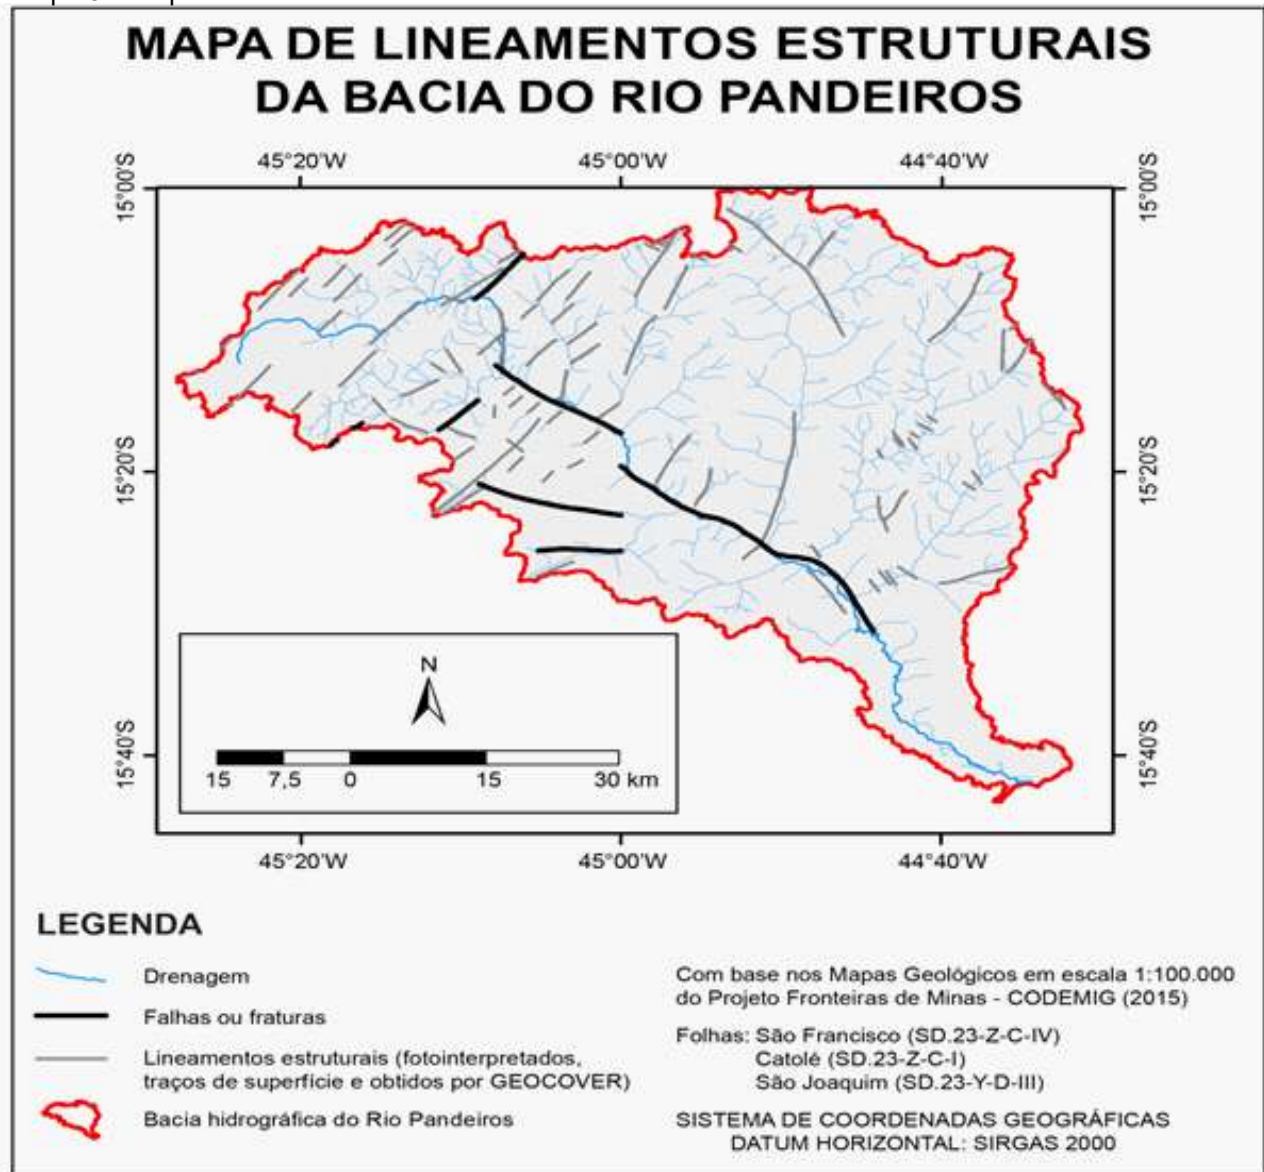 MAPA DE LINEAMENTOS ESTRUTURAIS
DA BACIA DO RIO PANDEIROS
45°20'W 45°00'W 44°40'W
15°00'S 15°00'S
15°20'S 15°20'S
15°40'S 15°40'S
N
15 7,5 0 15 30 km
45°20'W 45°00'W 44°40'W
LEGENDA
Drenagem
Falhas ou fraturas
Lineamentos estruturais (fotointerpretados,
traços de superfície e obtidos por GEOCOVER)
Bacia hidrográfica do Rio Pandeiros
Com base nos Mapas Geológicos em escala 1:100.000
do Projeto Fronteiras de Minas - CODEMIG (2015)
Folhas: São Francisco (SD.23-Z-C-IV)
Catolé (SD.23-Z-C-I)
São Joaquim (SD.23-Y-D-III)
SISTEMA DE COORDENADAS GEOGRÁFICAS
DATUM HORIZONTAL: SIRGAS 2000